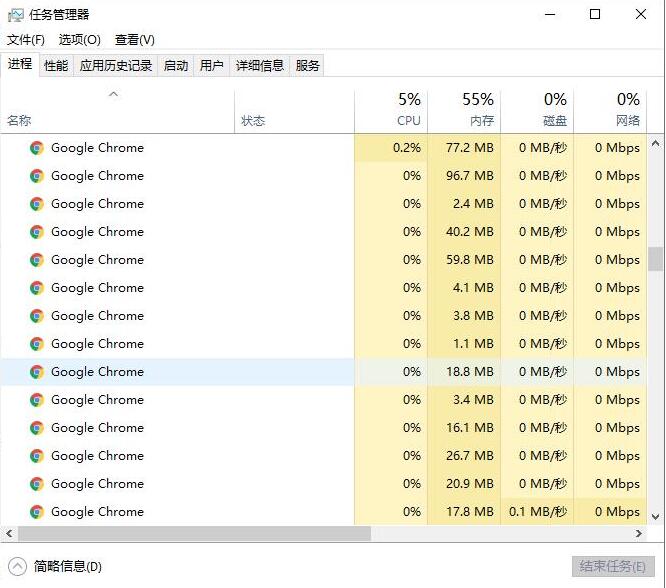 任务管理器
文件(F) 选项(O) 查看(V)
进程 性能 应用历史记录 启动 用户 详细信息 服务
5% 55% 0% 0%
名称 状态 CPU 内存 磁盘 网络
Google Chrome 0.2% 77.2 MB 0 MB/秒 0 Mbps
Google Chrome 0% 96.7 MB 0 MB/秒 0 Mbps
Google Chrome 0% 2.4 MB 0 MB/秒 0 Mbps
Google Chrome 0% 40.2 MB 0 MB/秒 0 Mbps
Google Chrome 0% 59.8 MB 0 MB/秒 0 Mbps
Google Chrome 0% 4.1 MB 0 MB/秒 0 Mbps
Google Chrome 0% 3.8 MB 0 MB/秒 0 Mbps
Google Chrome 0% 1.1 MB 0 MB/秒 0 Mbps
Google Chrome 0% 18.8 MB 0 MB/秒 0 Mbps
Google Chrome 0% 3.4 MB 0 MB/秒 0 Mbps
Google Chrome 0% 16.1 MB 0 MB/秒 0 Mbps
Google Chrome 0% 26.7 MB 0 MB/秒 0 Mbps
Google Chrome 0% 20.9 MB 0 MB/秒 0 Mbps
Google Chrome 0% 17.8 MB 0.1 MB/秒 0 Mbps
简略信息(D) 结束任务(E)